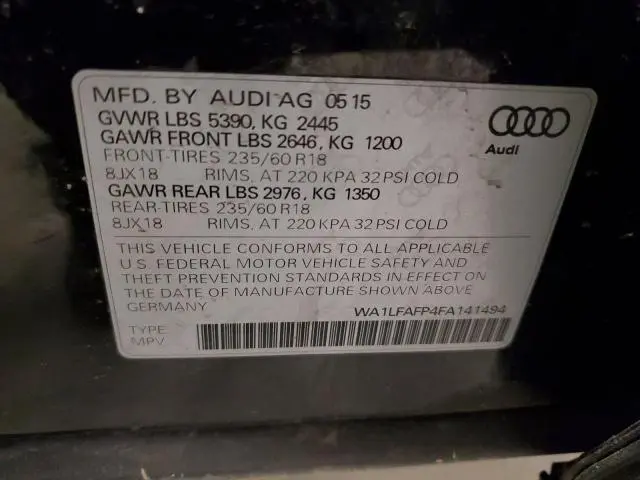 MFD. BY AUDI AG 05 15
GVWR LBS 5390, KG 2445
GAWR FRONT LBS 2646, KG 1200
FRONT-TIRES 235/60 R18
8JX18 RIMS, AT 220 KPA 32 PSI COLD
GAWR REAR LBS 2976, KG 1350
REAR-TIRES 235/60 R18
8JX18 RIMS, AT 220 KPA 32 PSI COLD
Audi
THIS VEHICLE CONFORMS TO ALL APPLICABLE
U.S. FEDERAL MOTOR VEHICLE SAFETY AND
THEFT PREVENTION STANDARDS IN EFFECT ON
THE DATE OF MANUFACTURE SHOWN ABOVE
GERMANY
WA1LFAFP4FA141494
TYPE
MPV